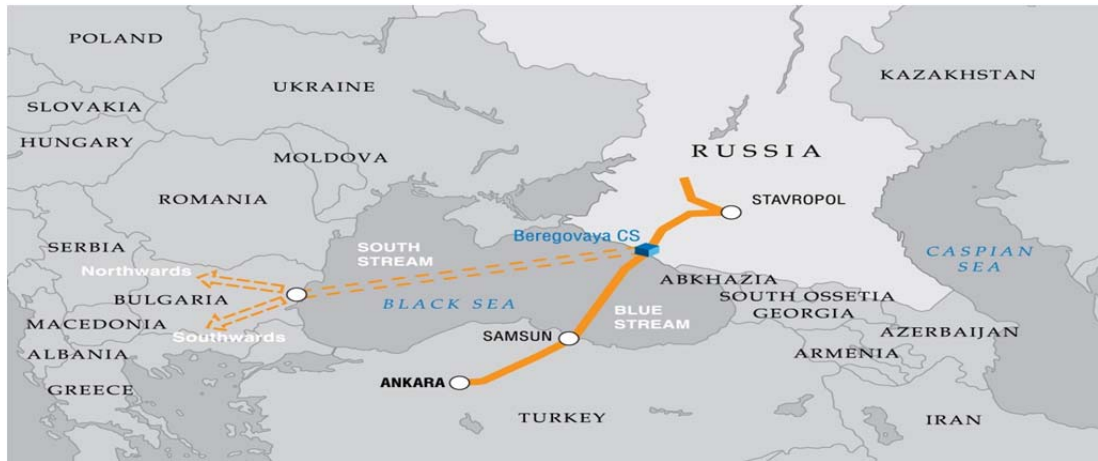 POLAND
UKRAINE
KAZAKHSTAN
SLOVAKIA
HUNGARY
MOLDOVA
RUSSIA
ROMANIA
STAVROPOL
Beregovaya CS
SERBIA
SOUTH
STREAM
CASPIAN
SEA
Northwards
ABKHAZIA
BULGARIA
BLACK SEA
SOUTH OSSETIA
BLUE
STREAM
GEORGIA
MACEDONIA
Southwards
SAMSUN
AZERBAIJAN
ALBANIA
ARMENIA
ANKARA
GREECE
TURKEY
IRAN